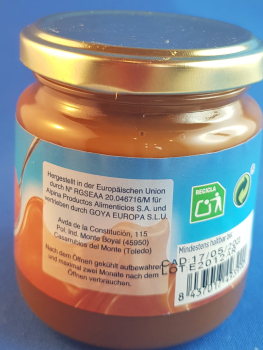 Hergestellt in der Europäischen Union
durch Nº RGSEAA 20.046716/M für
Alpina Productos Alimenticios S.A. und
vertrieben durch GOYA EUROPA S.L.U.
Avda de la Constitución, 115
Pol. Ind. Monte Boyal (45950)
Casarrubios del Monte (Toledo)
Nach dem Öffnen gekühlt aufbewahren
und maximal zwei Monate nach dem
Öffnen verbrauchen.
RECICLA
Mindestens haltbar bis
CAD 17/05/
LOTE